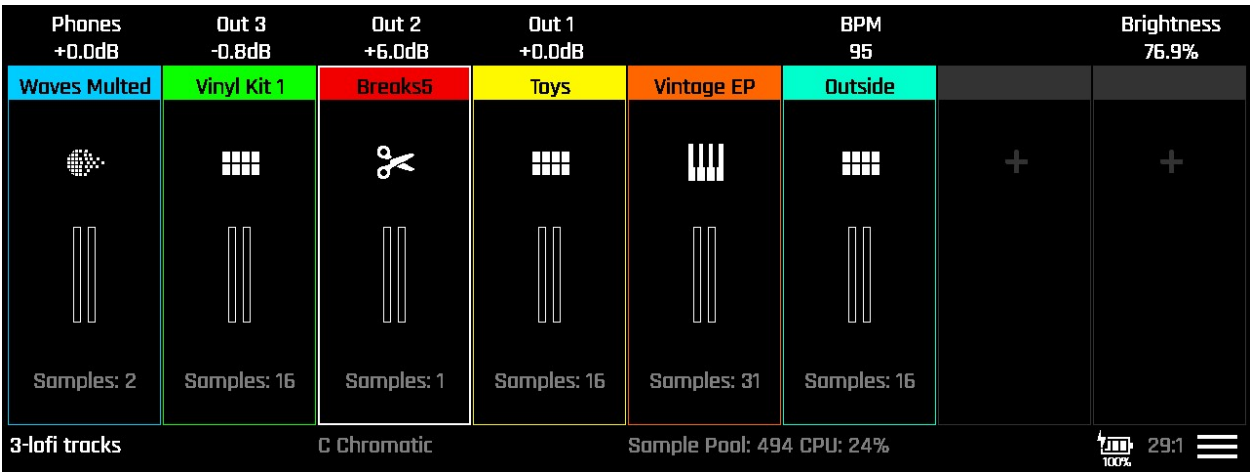 Phones Out 3 Out 2 Out 1 BPM Brightness
+0.0dB -0.8dB +6.0dB +0.0dB 95 76.9%
Waves Multed Vinyl Kit 1 Breaks5 Toys Vintage EP Outside
+ +
Samples: 2 Samples: 16 Samples: 1 Samples: 16 Samples: 31 Samples: 16
3-lofi tracks C Chromatic Sample Pool: 494 CPU: 24% 29:1
100%